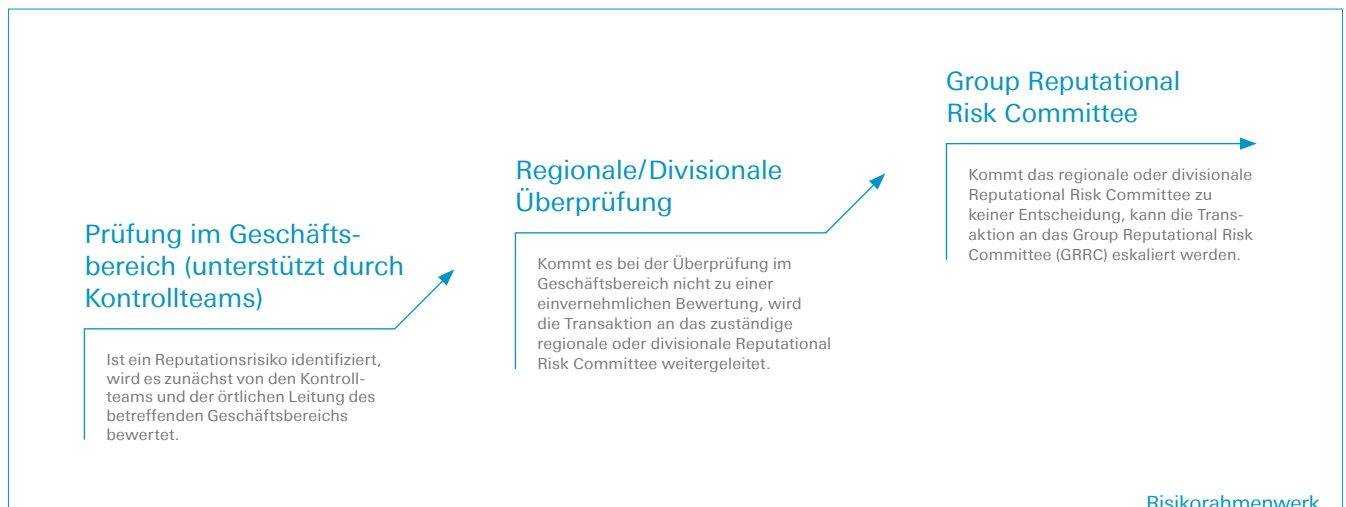 Prüfung im Geschäfts-
bereich (unterstützt durch
Kontrollteams)
Ist ein Reputationsrisiko identifiziert,
wird es zunächst von den Kontroll-
teams und der örtlichen Leitung des
betreffenden Geschäftsbereichs
bewertet.
Regionale/Divisionale
Überprüfung
Kommt es bei der Überprüfung im
Geschäftsbereich nicht zu einer
einvernehmlichen Bewertung, wird
die Transaktion an das zuständige
regionale oder divisionale Reputational
Risk Committee weitergeleitet.
Group Reputational
Risk Committee
Kommt das regionale oder divisionale
Reputational Risk Committee zu
keiner Entscheidung, kann die Trans-
aktion an das Group Reputational Risk
Committee (GRRC) eskaliert werden.
Risikorahmenwerk